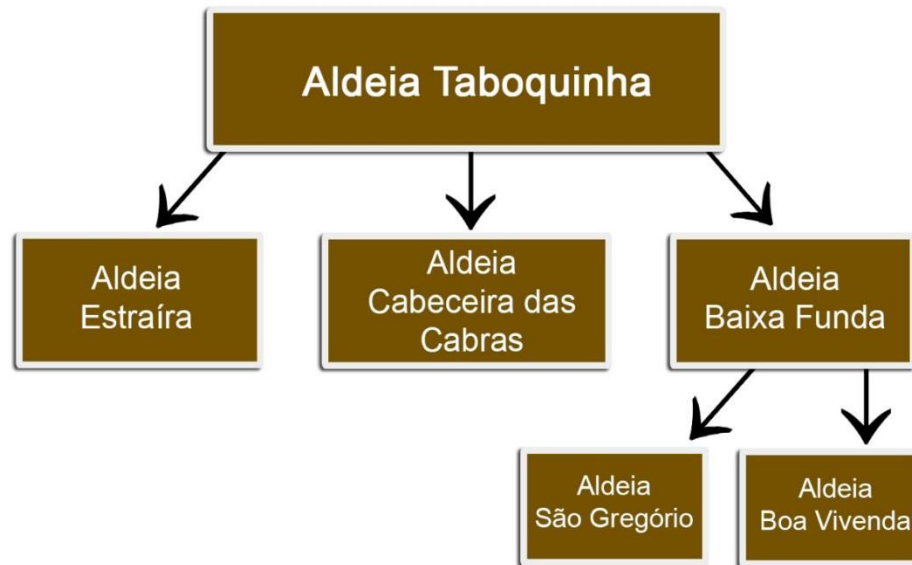 Aldeia Taboquinha
Aldeia
Estraíra
Aldeia
Cabeceira das
Cabras
Aldeia
Baixa Funda
Aldeia
São Gregório
Aldeia
Boa Vivenda